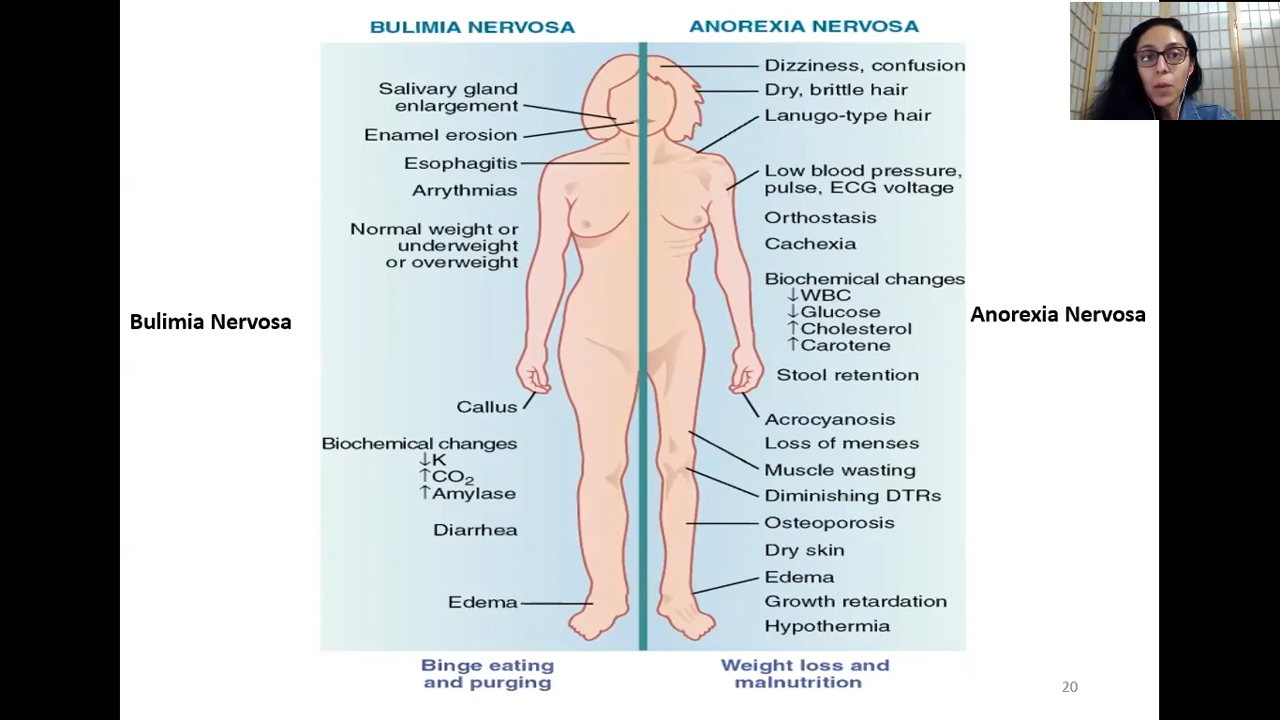 BULIMIA NERVOSA
Salivary gland
enlargement
Enamel erosion
Esophagitis
Arrythmias
Normal weight or
underweight
or overweight
Callus
Biochemical changes
↓K
↑CO₂
↑Amylase
Diarrhea
Edema
Binge eating
and purging
Bulimia Nervosa
ANOREXIA NERVOSA
Dizziness, confusion
Dry, brittle hair
Lanugo-type hair
Low blood pressure,
pulse, ECG voltage
Orthostasis
Cachexia
Biochemical changes
↓WBC
↓Glucose
↑Cholesterol
↑Carotene
Stool retention
Acrocyanosis
Loss of menses
Muscle wasting
Diminishing DTRs
Osteoporosis
Dry skin
Edema
Growth retardation
Hypothermia
Weight loss and
malnutrition
Anorexia Nervosa
20